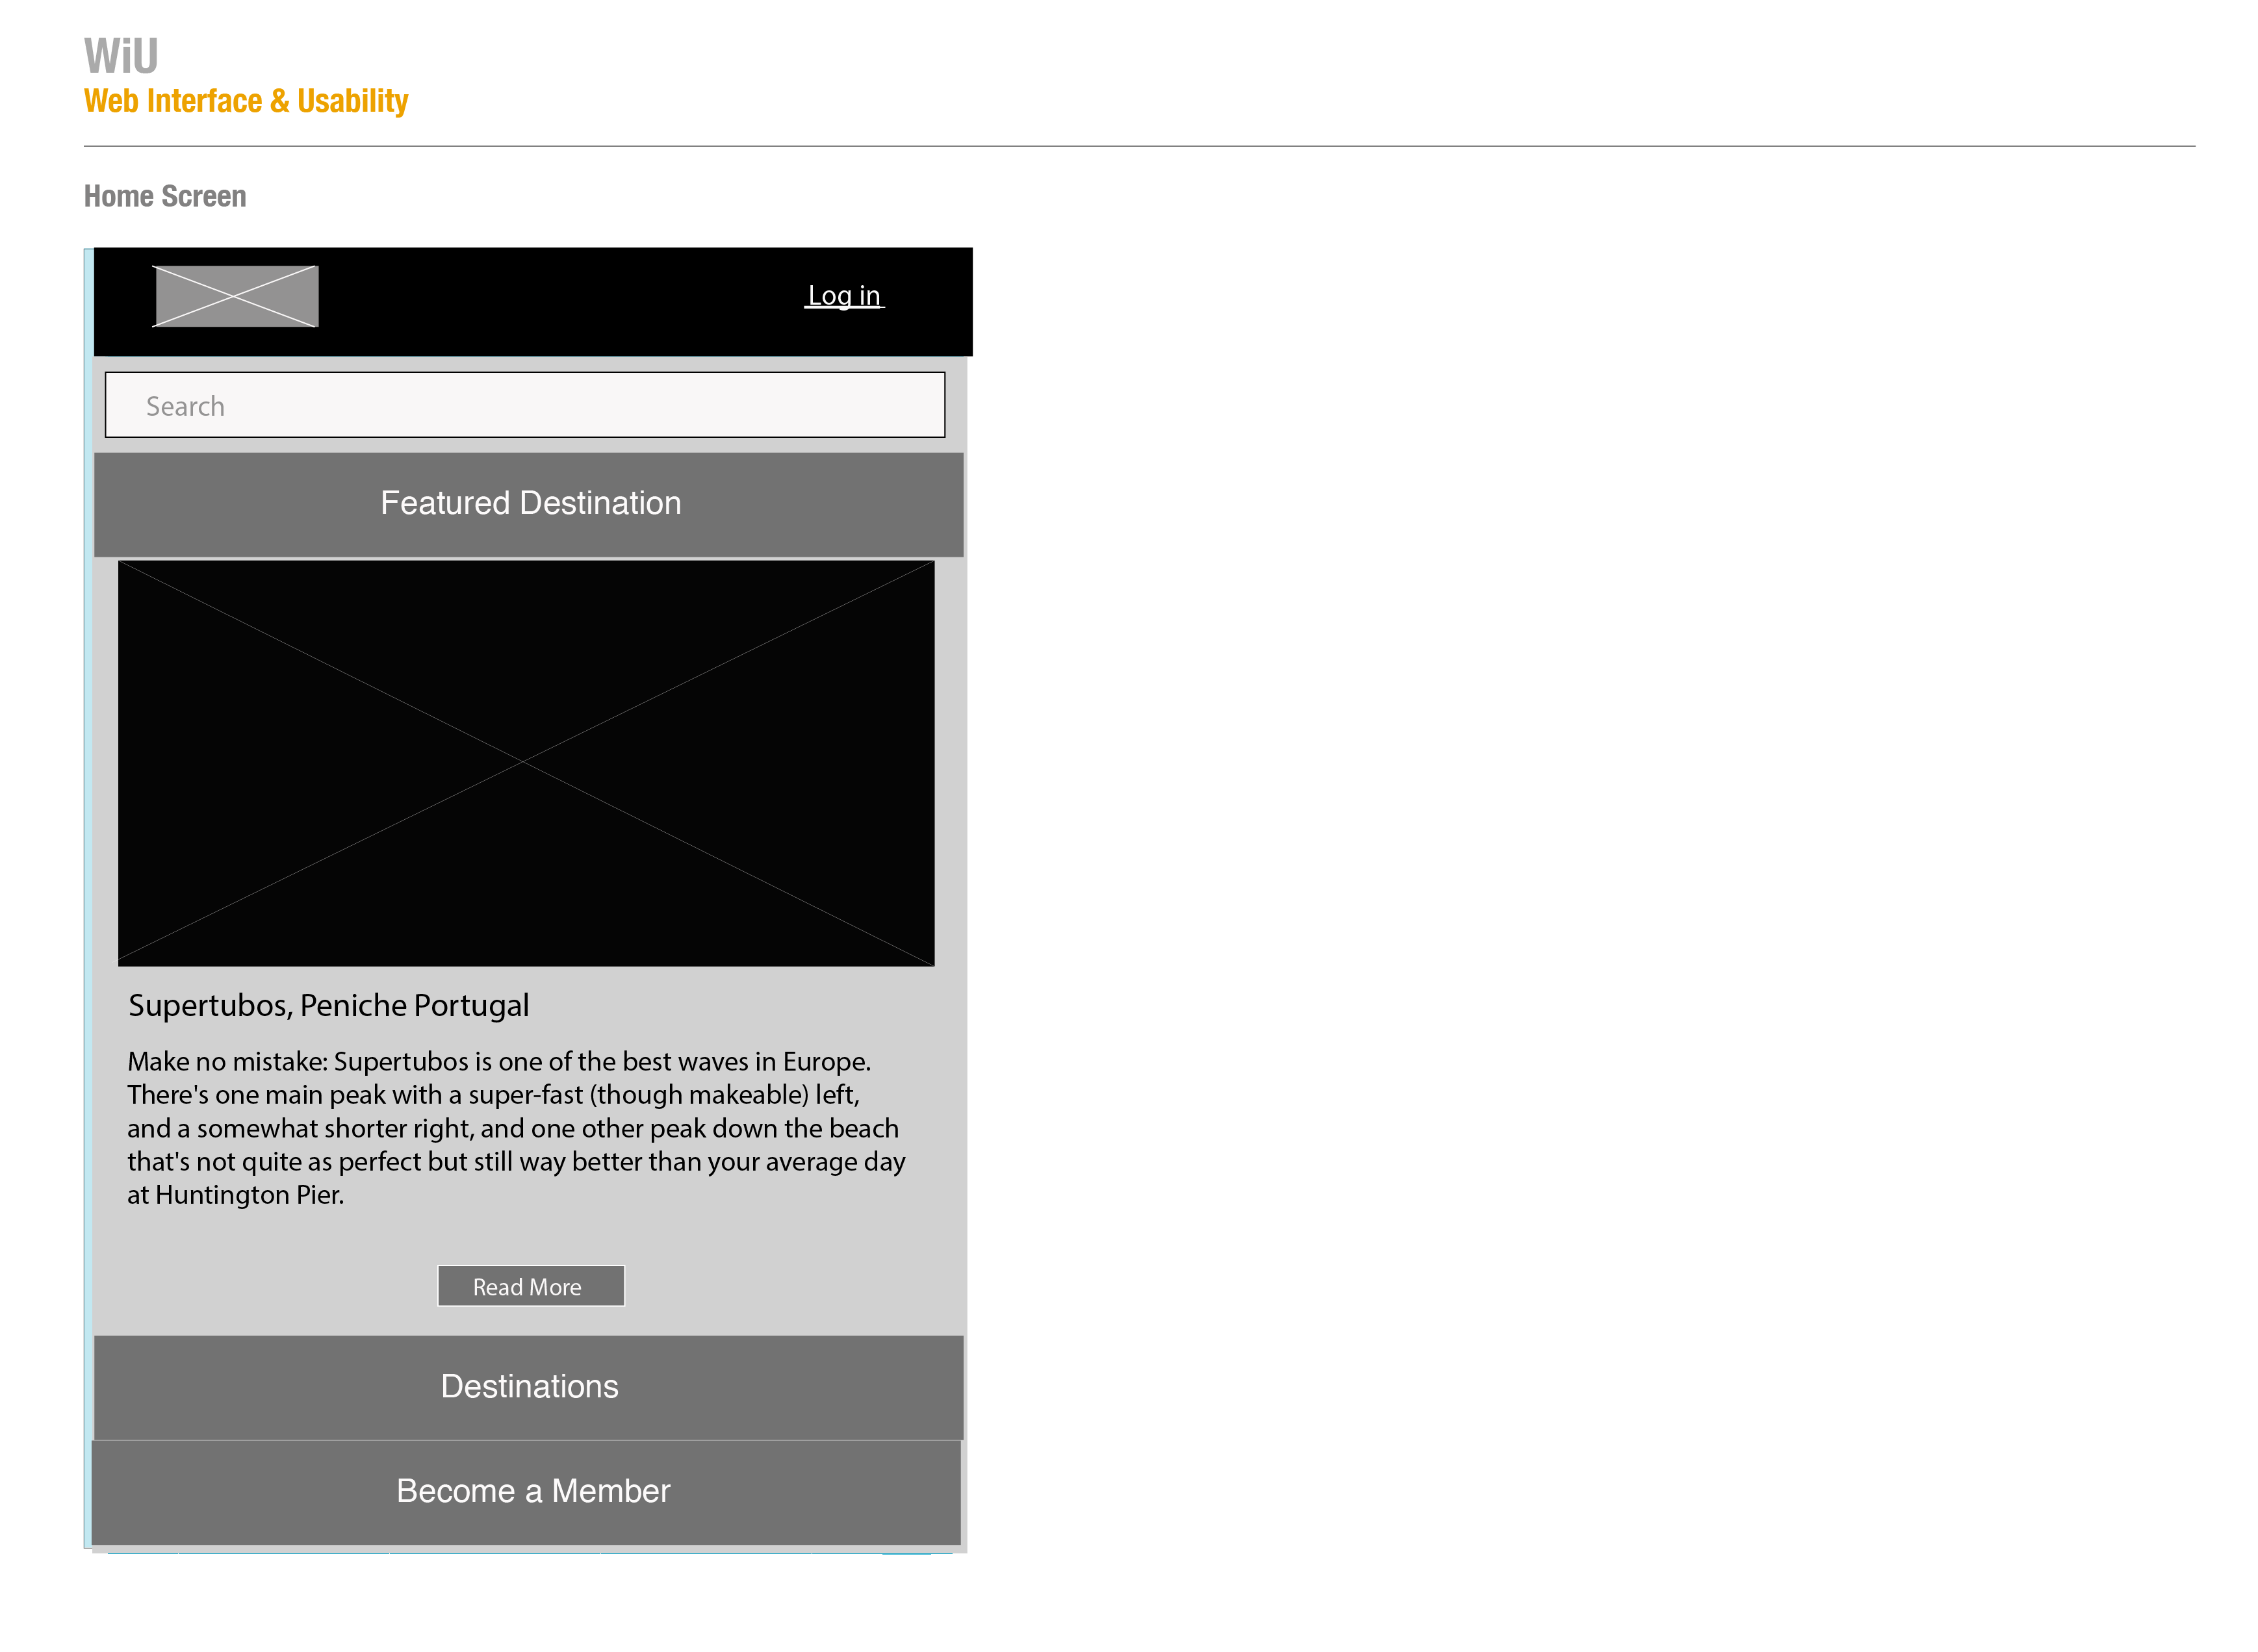 WiU
Web Interface & Usability
Home Screen
Log in
Search
Featured Destination
Supertubos, Peniche Portugal
Make no mistake: Supertubos is one of the best waves in Europe.
There's one main peak with a super-fast (though makeable) left,
and a somewhat shorter right, and one other peak down the beach
that's not quite as perfect but still way better than your average day
at Huntington Pier.
Read More
Destinations
Become a Member